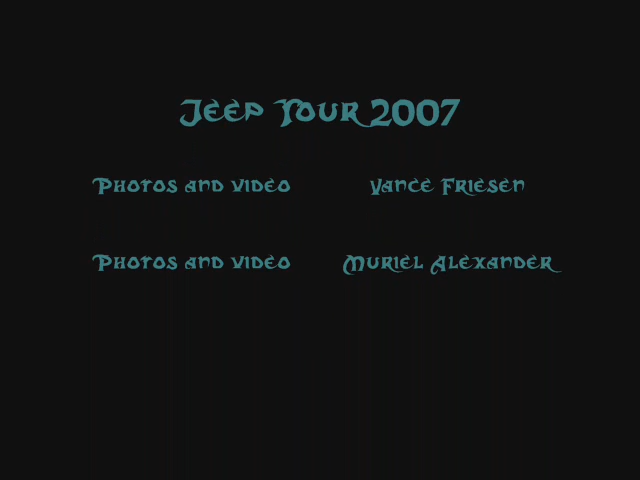 Jeep Tour 2007
Photos and video Vance Friesen
Photos and video Muriel Alexander